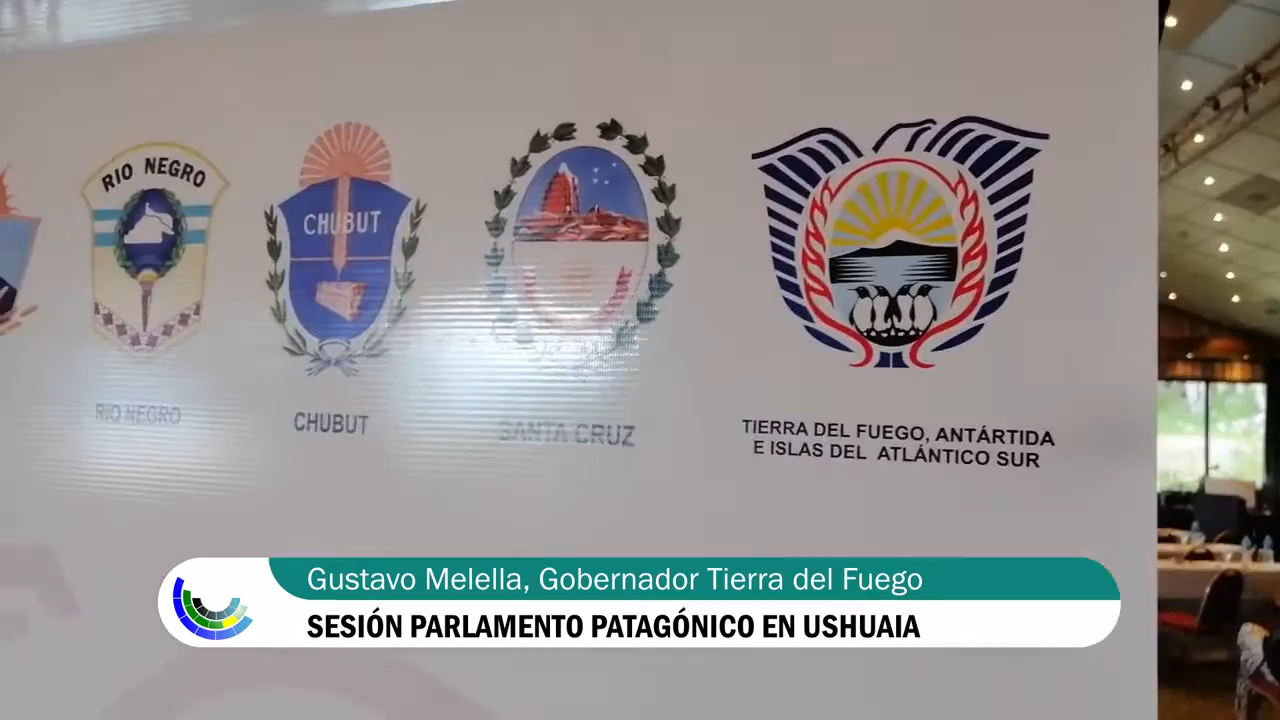 RIO NEGRO
CHUBUT
RIO NEGRO
CHUBUT
SANTA CRUZ
TIERRA DEL FUEGO, ANTÁRTIDA
E ISLAS DEL ATLÁNTICO SUR
Gustavo Melella, Gobernador Tierra del Fuego
SESIÓN PARLAMENTO PATAGÓNICO EN USHUAIA